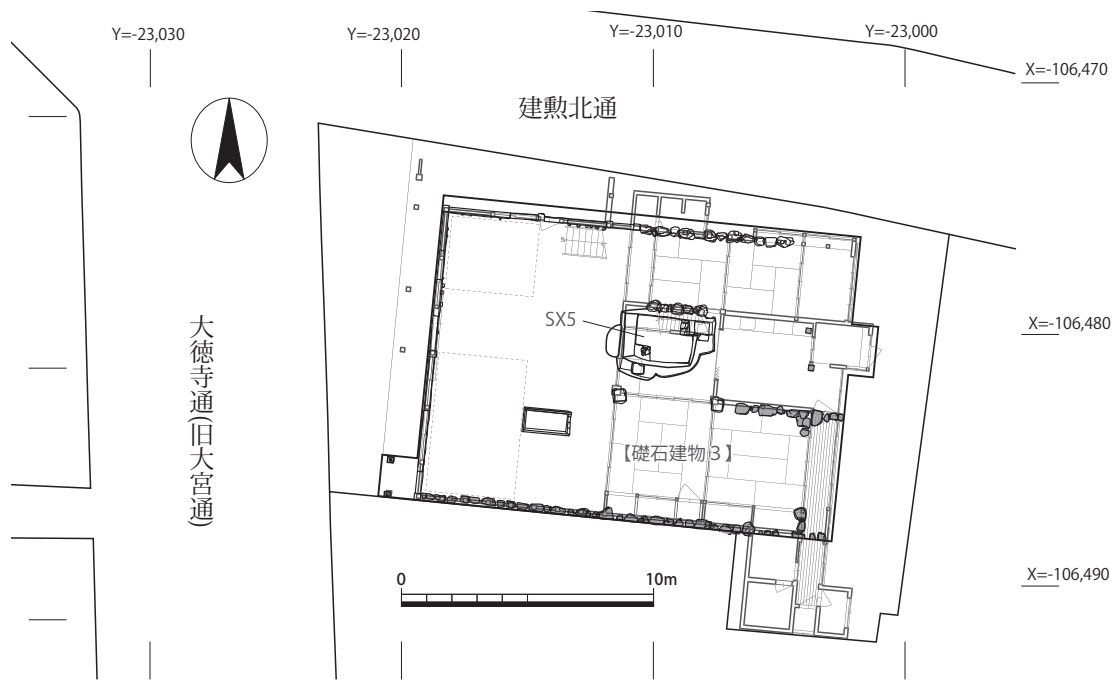 Y=-23,030
Y=-23,020
Y=-23,010
Y=-23,000
X=-106,470
建勲北通
X=-106,480
SX5
大徳寺通(旧大宮通)
【礎石建物３】
X=-106,490
0
10m